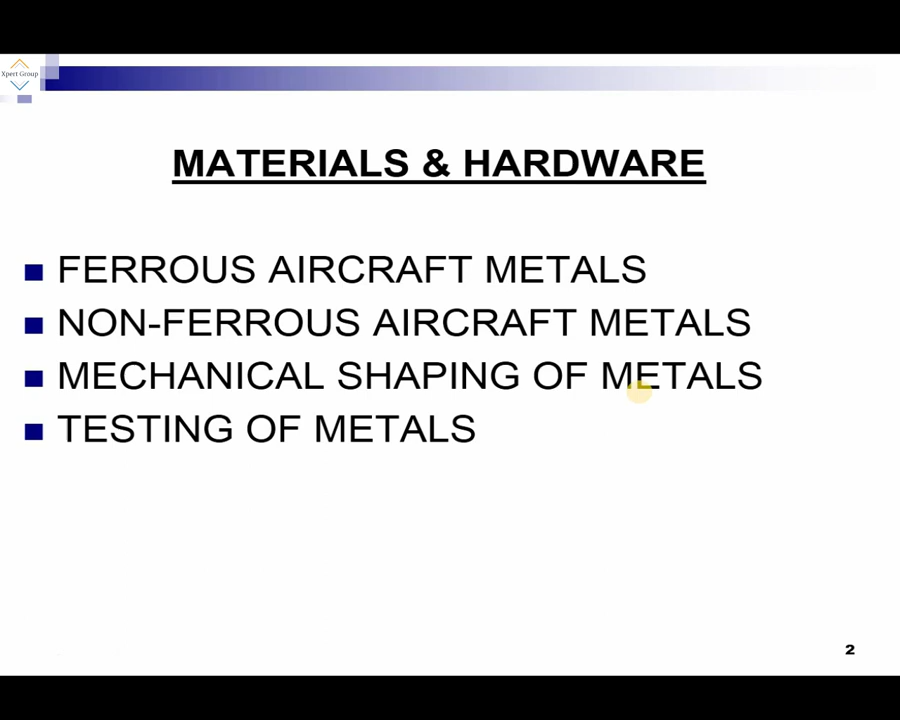 Xpert Group
MATERIALS & HARDWARE
FERROUS AIRCRAFT METALS
NON-FERROUS AIRCRAFT METALS
MECHANICAL SHAPING OF METALS
TESTING OF METALS
2